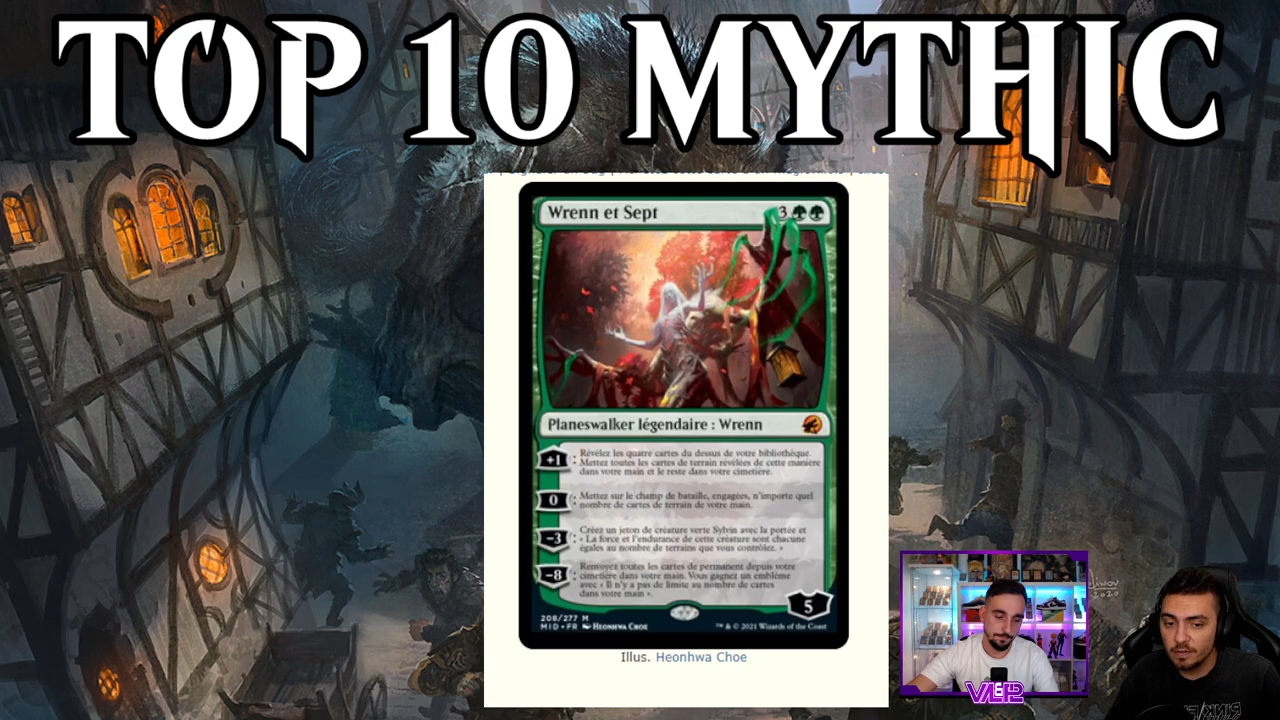 TOP 10 MYTHIC
Wrenn et Sept
3
Planeswalker légendaire : Wrenn
+1 : Révélez les quatre cartes du dessus de votre bibliothèque.
Mettez toutes les cartes de terrain révélées de cette manière
dans votre main et le reste dans votre cimetière.
0 : Mettez sur le champ de bataille, engagées, n'importe quel
nombre de cartes de terrain de votre main.
-3 : Créez un jeton de créature verte Sylvin avec la portée et
« La force et l'endurance de cette créature sont chacune
égales au nombre de terrains que vous contrôlez. »
-8 : Renvoyez toutes les cartes de permanent depuis votre
cimetière dans votre main. Vous gagnez un emblème
avec « Il n'y a pas de limite au nombre de cartes
dans votre main ».
5
208/277 M
MID • FR Heonhwa Choe
™ & © 2021 Wizards of the Coast
Illus. Heonhwa Choe
2020